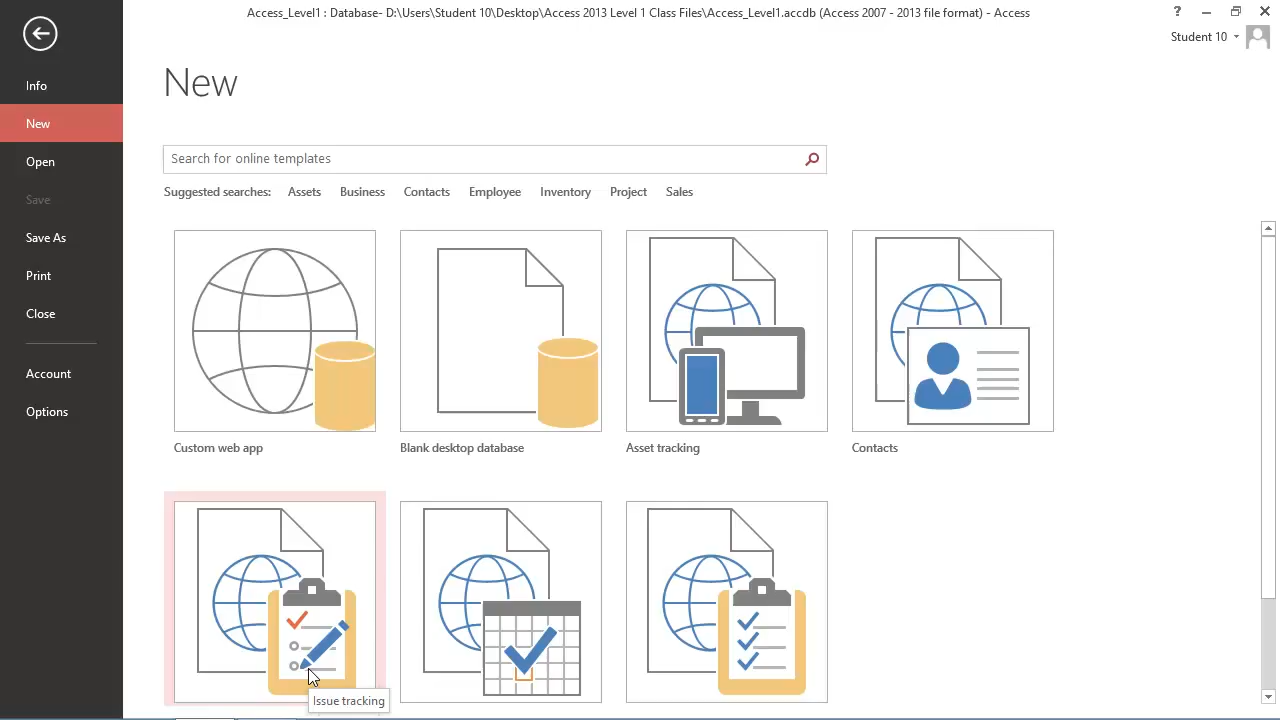 Access_Level1 : Database- D:\Users\Student 10\Desktop\Access 2013 Level 1 Class Files\Access_Level1.accdb (Access 2007 - 2013 file format) - Access
?
Student 10
Info
New
Open
Save
Save As
Print
Close
Account
Options
New
Search for online templates
Suggested searches: Assets Business Contacts Employee Inventory Project Sales
Custom web app
Blank desktop database
Asset tracking
Contacts
Issue tracking